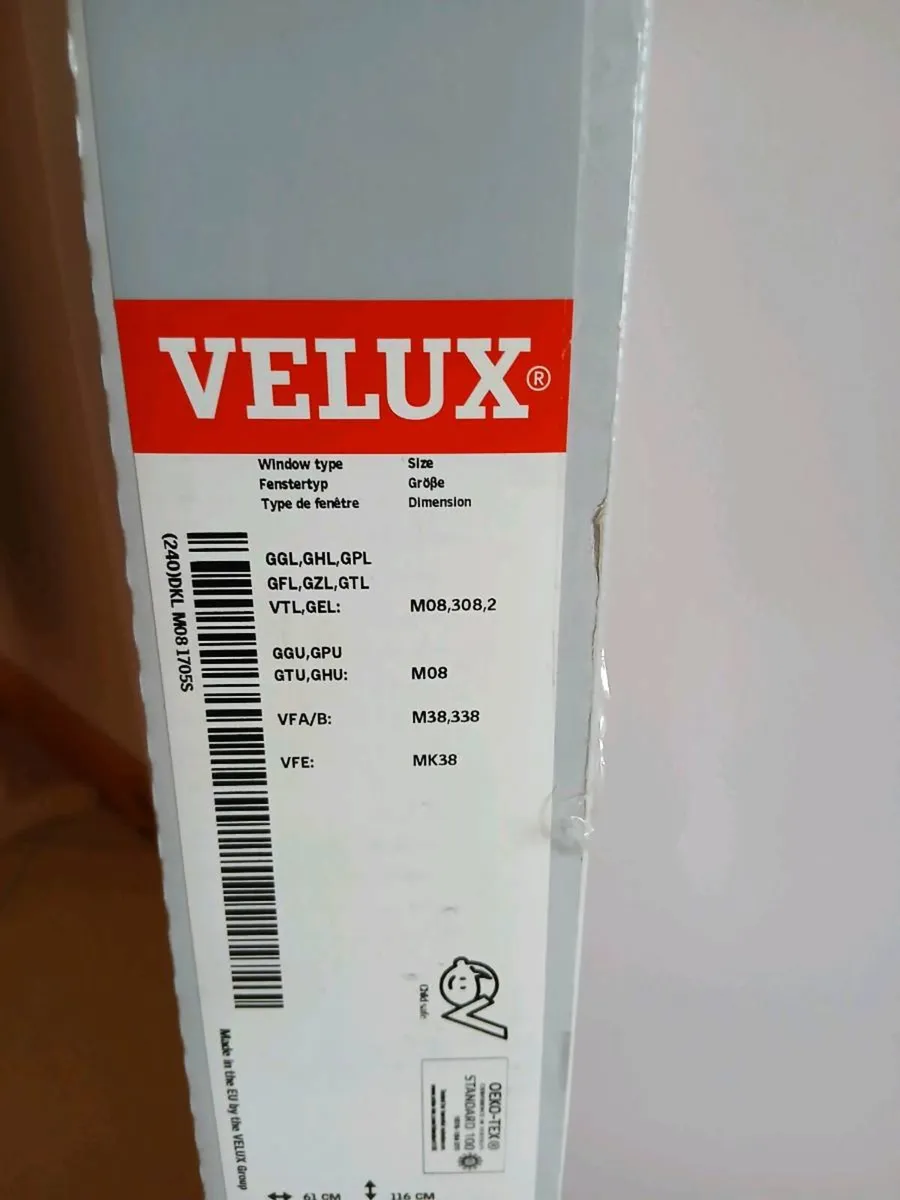 VELUX®
Window type Size
Fenstertyp Größe
Type de fenêtre Dimension
(240)DKL M08 1705S
GGL,GHL,GPL
GFL,GZL,GTL
VTL,GEL: M08,308,2
GGU,GPU
GTU,GHU: M08
VFA/B: M38,338
VFE: MK38
Child safe
Made in the EU by the VELUX Group
OEKO-TEX®
STANDARD 100
61 CM 116 CM